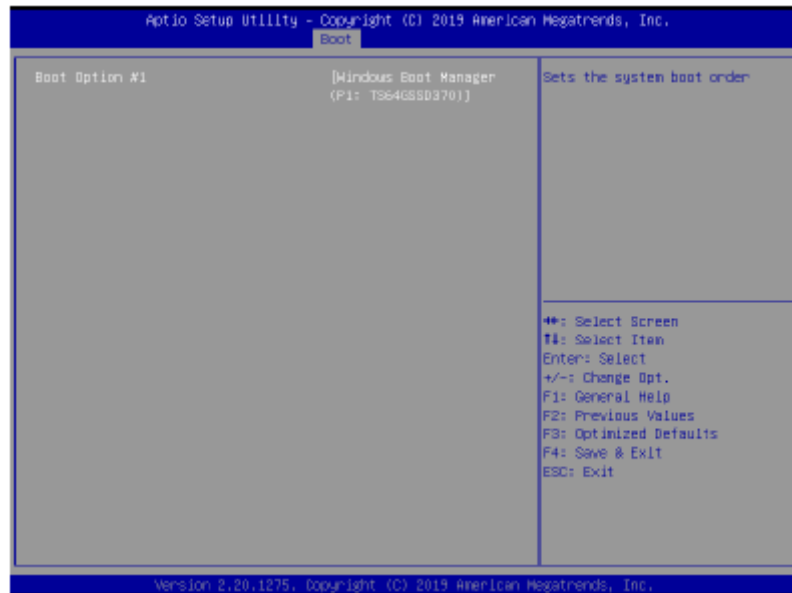 Aptio Setup Utility - Copyright (C) 2019 American Megatrends, Inc.
Boot
Boot Option #1
[Windows Boot Manager
(P1: TS64GSSD370)]
Sets the system boot order
→←: Select Screen
↑↓: Select Item
Enter: Select
+/-: Change Opt.
F1: General Help
F2: Previous Values
F3: Optimized Defaults
F4: Save & Exit
ESC: Exit
Version 2.20.1275. Copyright (C) 2019 American Megatrends, Inc.